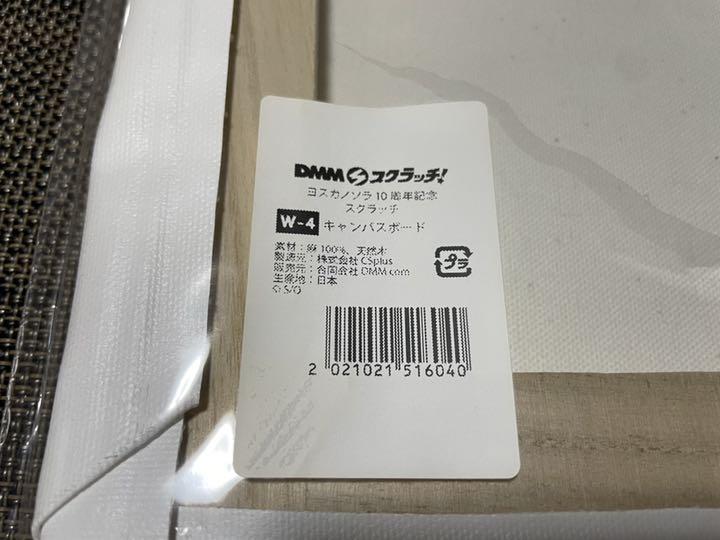 DMM スクラッチ!
ヨスガノソラ10周年記念
スクラッチ
W-4 キャンバスボード
素材：綿 100%、天然木
製造元：株式会社 CSplus
販売元：合同会社 DMM.com
生産地：日本
プラ
2 021021 516040